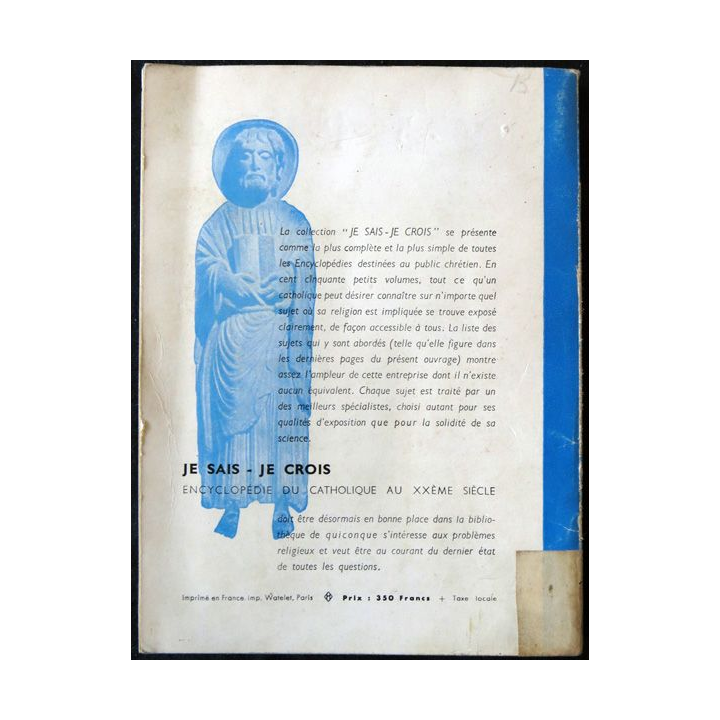 B
La collection "JE SAIS - JE CROIS" se présente
comme la plus complète et la plus simple de toutes
les Encyclopédies destinées au public chrétien. En
cent cinquante petits volumes, tout ce qu'un
catholique peut désirer connaître sur n'importe quel
sujet où sa religion est impliquée se trouve exposé
clairement, de façon accessible à tous. La liste des
sujets qui y sont abordés (telle qu'elle figure dans
les dernières pages du présent ouvrage) montre
assez l'ampleur de cette entreprise dont il n'existe
aucun équivalent. Chaque sujet est traité par un
des meilleurs spécialistes, choisi autant pour ses
qualités d'exposition que pour la solidité de sa
science.
JE SAIS - JE CROIS
ENCYCLOPÉDIE DU CATHOLIQUE AU XXÈME SIÈCLE
doit être désormais en bonne place dans la biblio-
thèque de quiconque s'intéresse aux problèmes
religieux et veut être au courant du dernier état
de toutes les questions.
Imprimé en France. imp. Watelet, Paris Prix : 350 Francs + Taxe locale